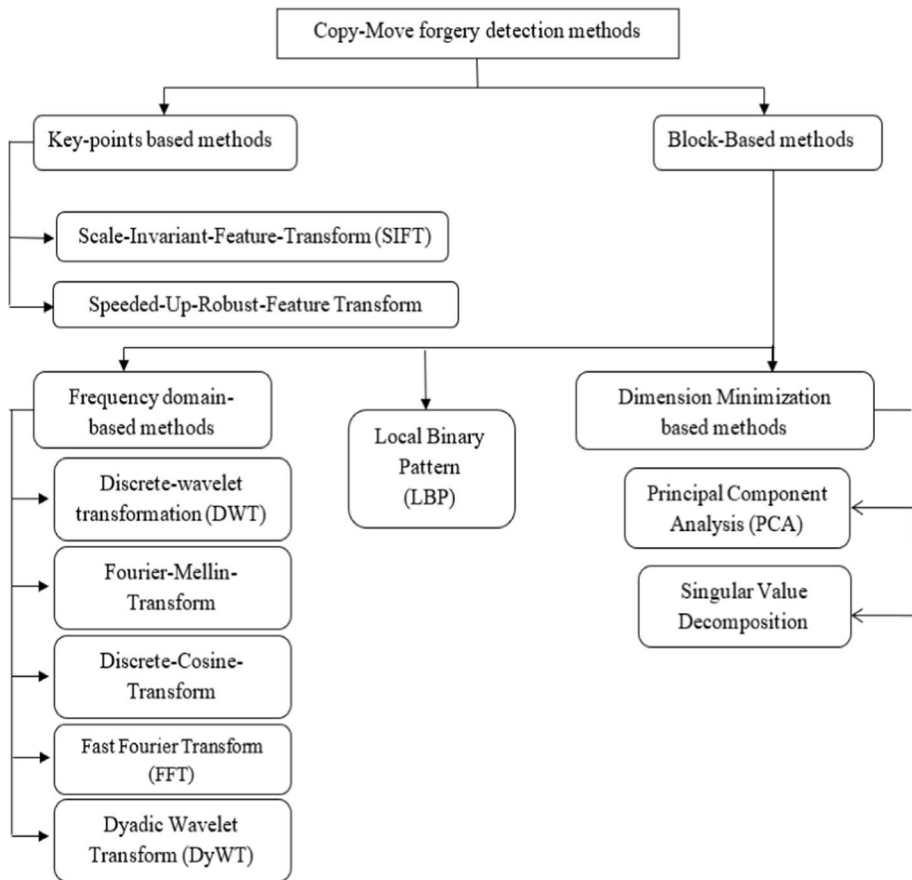 Copy-Move forgery detection methods
Key-points based methods
Block-Based methods
Scale-Invariant-Feature-Transform (SIFT)
Speeded-Up-Robust-Feature Transform
Frequency domain-
based methods
Local Binary
Pattern
(LBP)
Dimension Minimization
based methods
Discrete-wavelet
transformation (DWT)
Fourier-Mellin-
Transform
Discrete-Cosine-
Transform
Fast Fourier Transform
(FFT)
Dyadic Wavelet
Transform (DyWT)
Principal Component
Analysis (PCA)
Singular Value
Decomposition